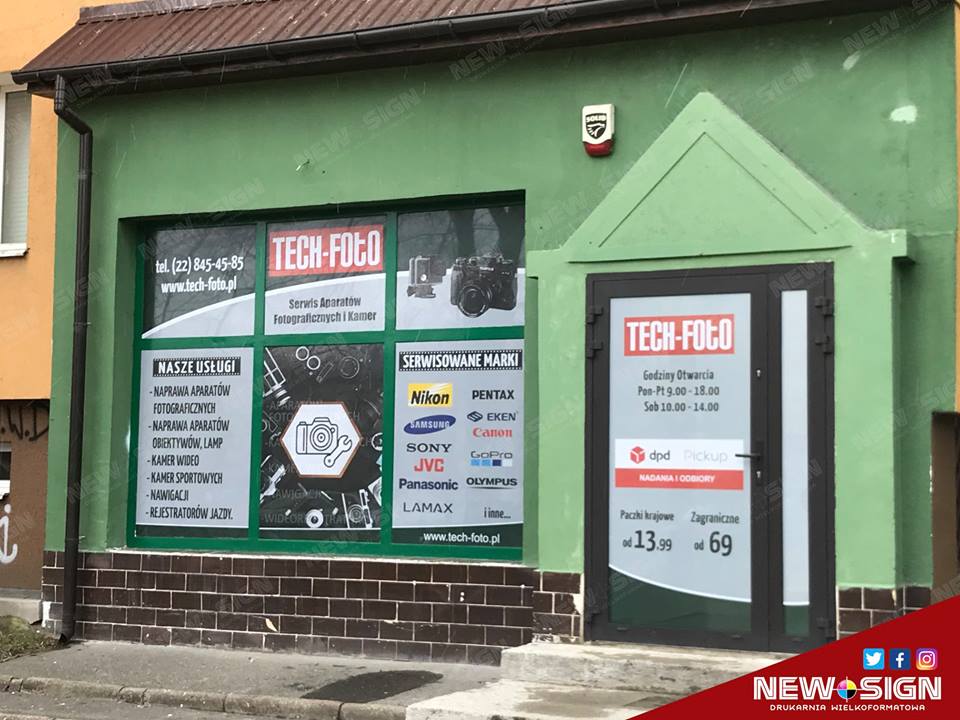 SOLID
tel. (22) 845-45-85
www.tech-foto.pl
TECH-FOtO
Serwis Aparatów
Fotograficznych i Kamer
NASZE USŁUGI
- NAPRAWA APARATÓW
FOTOGRAFICZNYCH
- NAPRAWA APARATÓW
OBIEKTYWÓW, LAMP
- KAMER WIDEO
- KAMER SPORTOWYCH
- NAWIGACJI
- REJESTRATORÓW JAZDY.
SERWISOWANE MARKI
Nikon PENTAX
SAMSUNG EKEN
SONY Canon
JVC GoPro
Panasonic OLYMPUS
LAMAX i inne...
www.tech-foto.pl
TECH-FOtO
Godziny Otwarcia
Pon-Pt 9.00 - 18.00
Sob 10.00 - 14.00
dpd Pickup
NADANIA I ODBIORY
Paczki krajowe Zagraniczne
od 13.99 od 69
NEW SIGN
DRUKARNIA WIELKOFORMATOWA